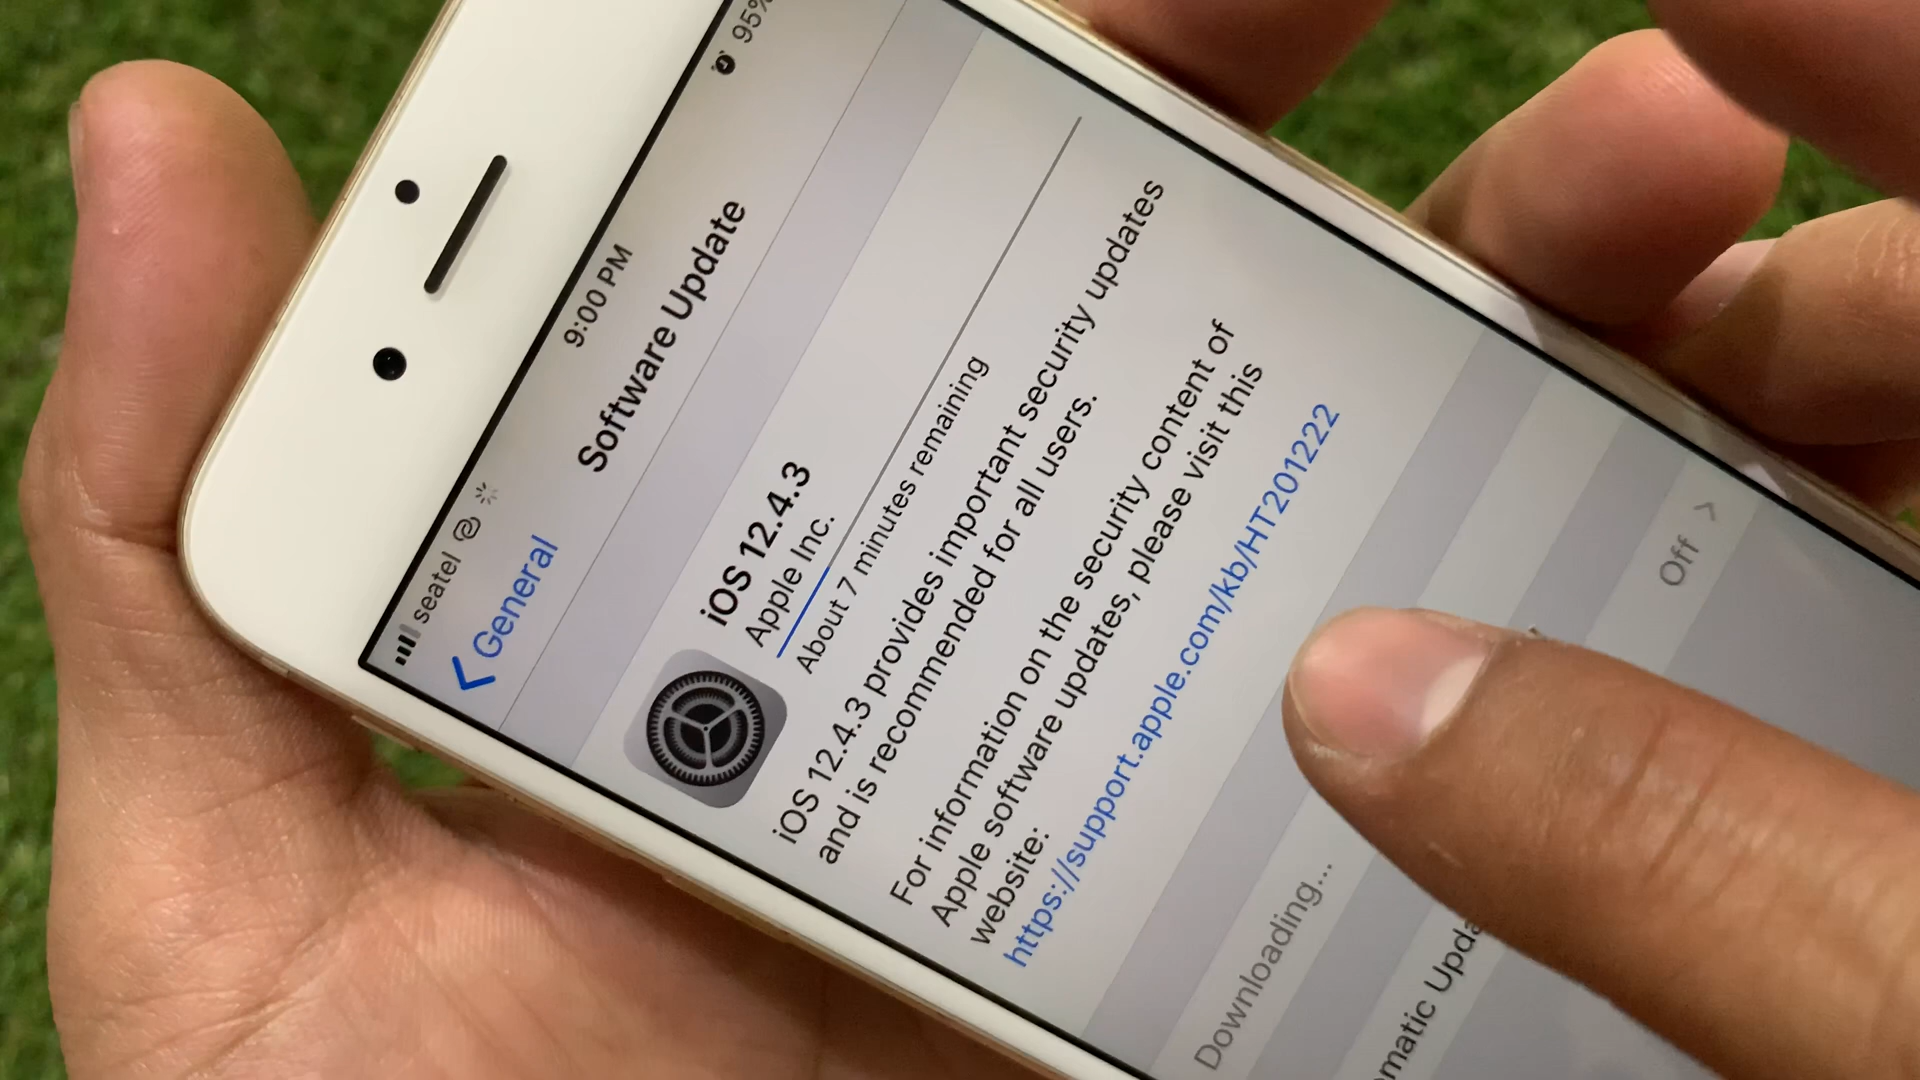 seatel 9:00 PM 95%
General Software Update
iOS 12.4.3
Apple Inc.
About 7 minutes remaining
iOS 12.4.3 provides important security updates
and is recommended for all users.
For information on the security content of
Apple software updates, please visit this
website:
https://support.apple.com/kb/HT201222
Downloading...
Off